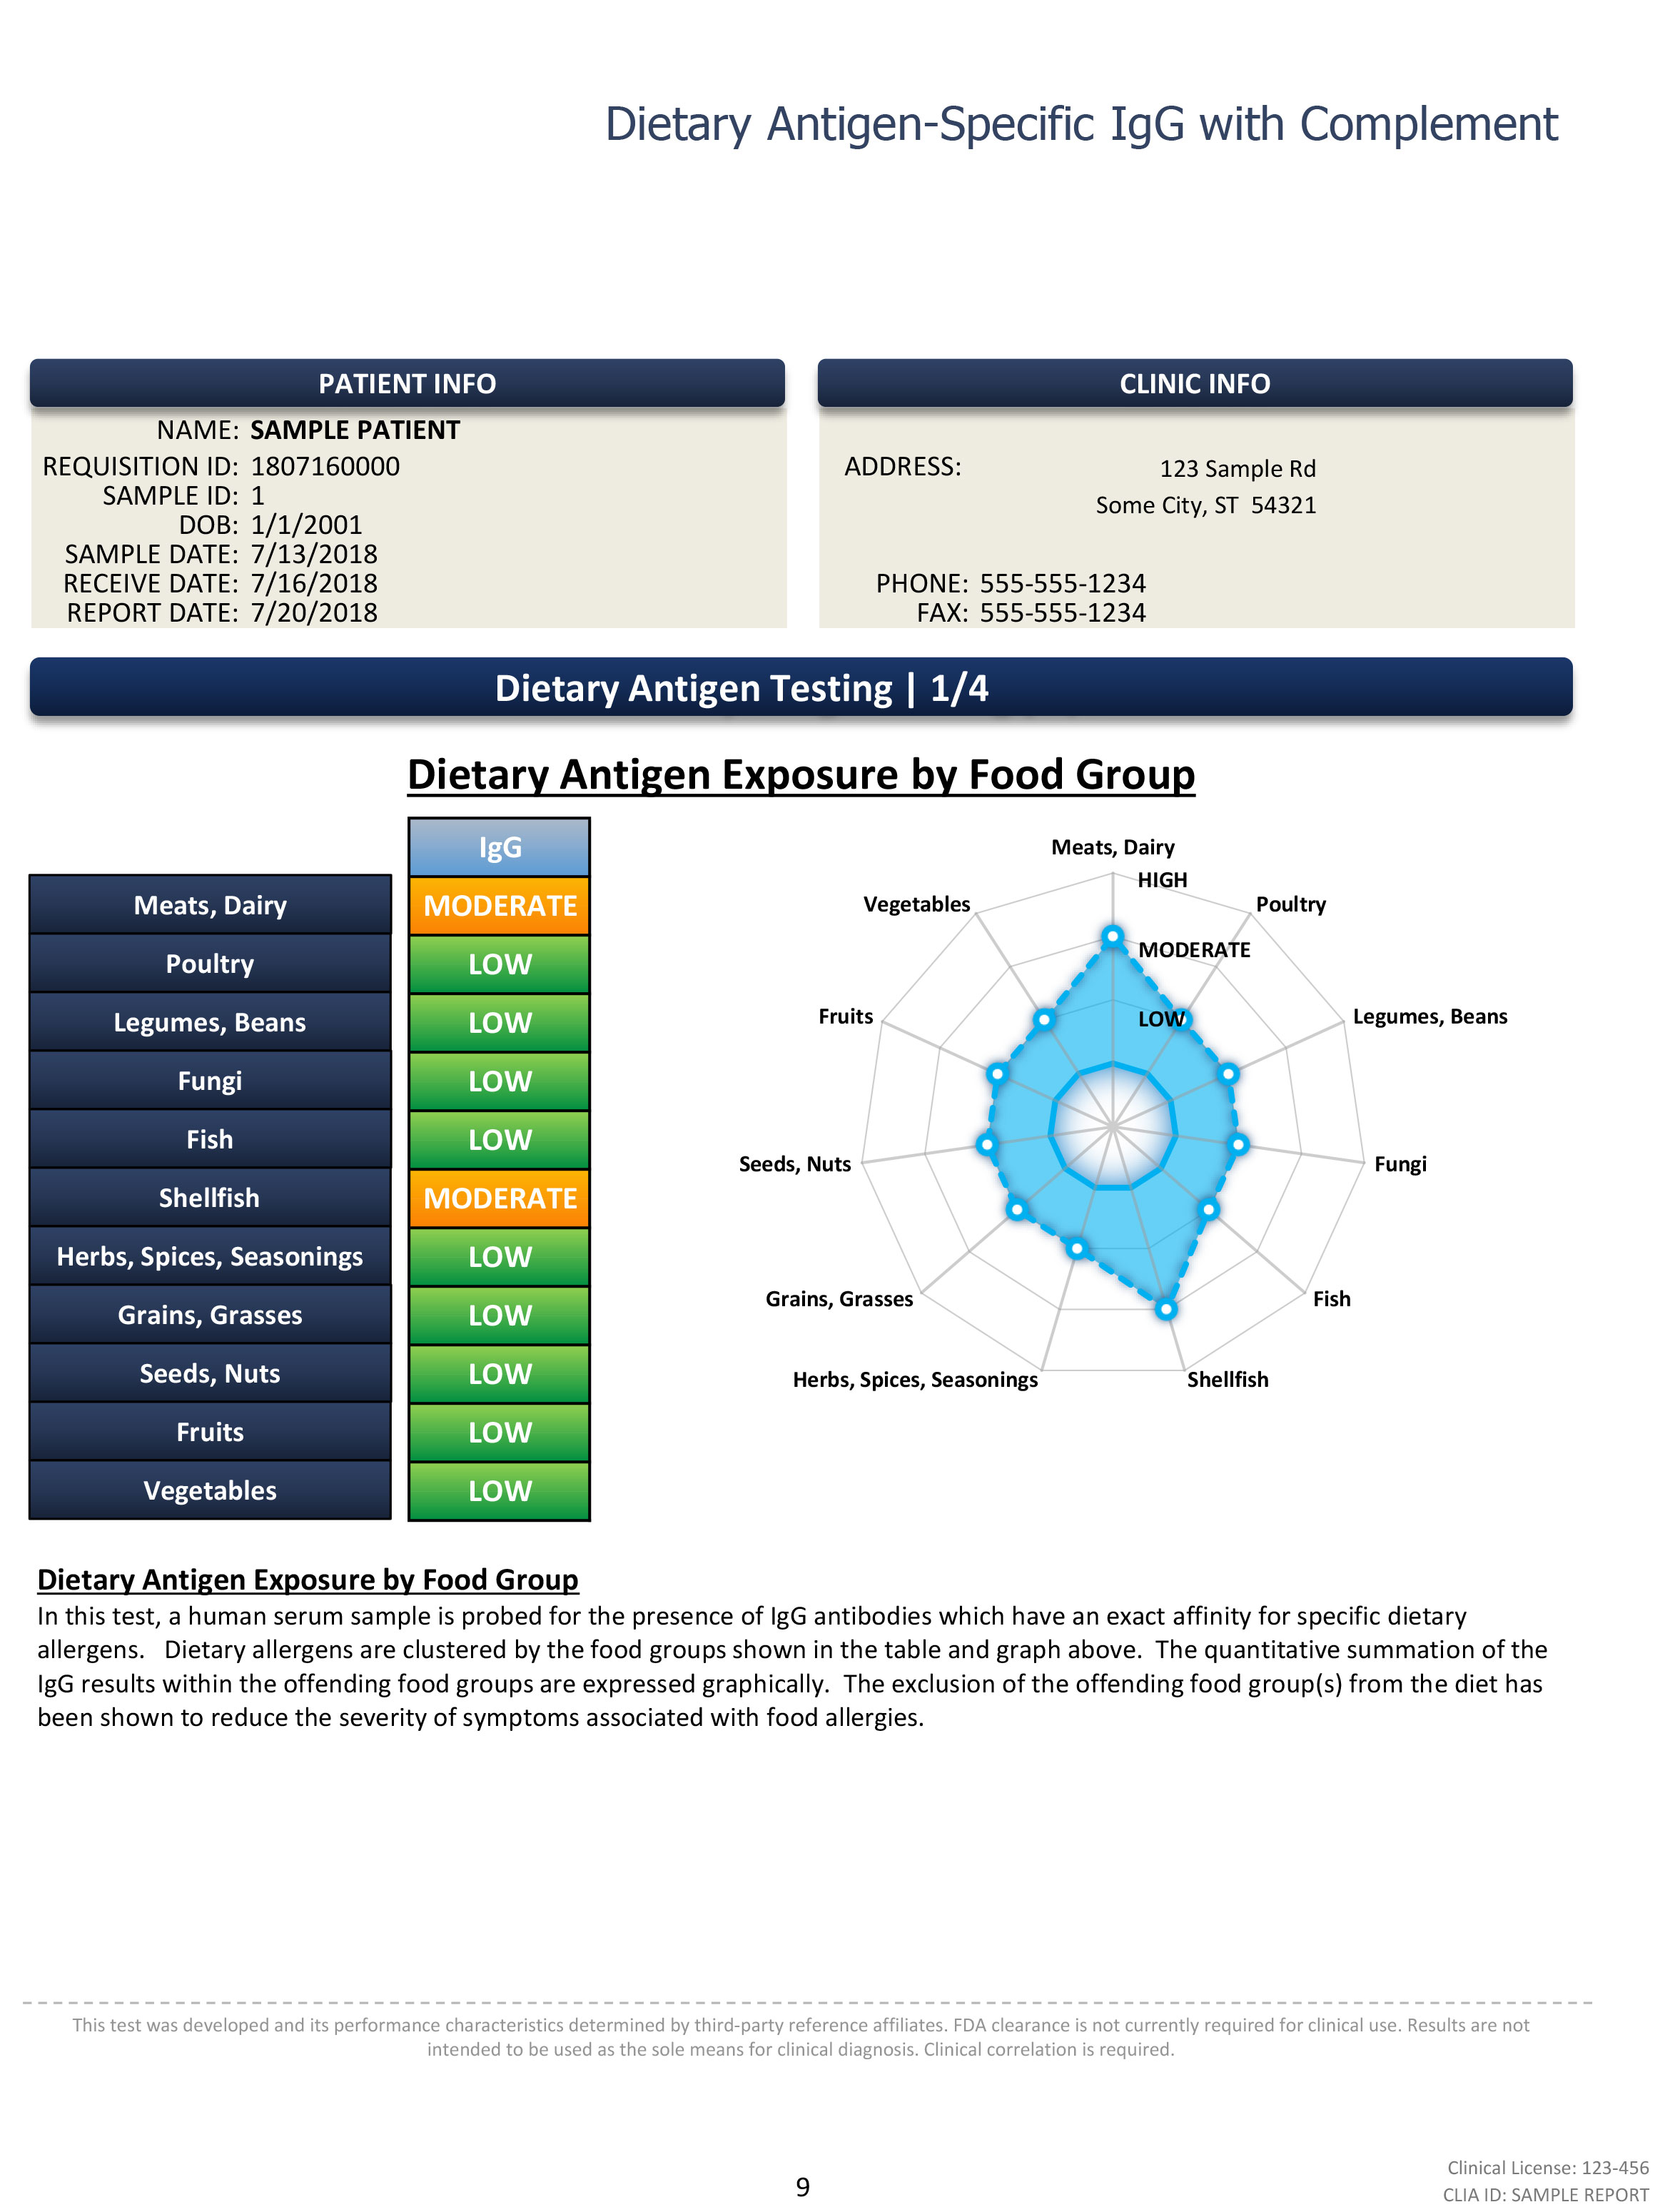 Dietary Antigen-Specific IgG with Complement
PATIENT INFO
NAME: SAMPLE PATIENT
REQUISITION ID: 1807160000
SAMPLE ID: 1
DOB: 1/1/2001
SAMPLE DATE: 7/13/2018
RECEIVE DATE: 7/16/2018
REPORT DATE: 7/20/2018
CLINIC INFO
ADDRESS: 123 Sample Rd
Some City, ST 54321
PHONE: 555-555-1234
FAX: 555-555-1234
Dietary Antigen Testing | 1/4
Dietary Antigen Exposure by Food Group
IgG
Meats, Dairy MODERATE
Poultry LOW
Legumes, Beans LOW
Fungi LOW
Fish LOW
Shellfish MODERATE
Herbs, Spices, Seasonings LOW
Grains, Grasses LOW
Seeds, Nuts LOW
Fruits LOW
Vegetables LOW
Meats, Dairy
HIGH
Vegetables
Poultry
MODERATE
Fruits
LOW
Legumes, Beans
Seeds, Nuts
Fungi
Grains, Grasses
Fish
Herbs, Spices, Seasonings
Shellfish
Dietary Antigen Exposure by Food Group
In this test, a human serum sample is probed for the presence of IgG antibodies which have an exact affinity for specific dietary
allergens. Dietary allergens are clustered by the food groups shown in the table and graph above. The quantitative summation of the
IgG results within the offending food groups are expressed graphically. The exclusion of the offending food group(s) from the diet has
been shown to reduce the severity of symptoms associated with food allergies.
This test was developed and its performance characteristics determined by third-party reference affiliates. FDA clearance is not currently required for clinical use. Results are not
intended to be used as the sole means for clinical diagnosis. Clinical correlation is required.
9
Clinical License: 123-456
CLIA ID: SAMPLE REPORT